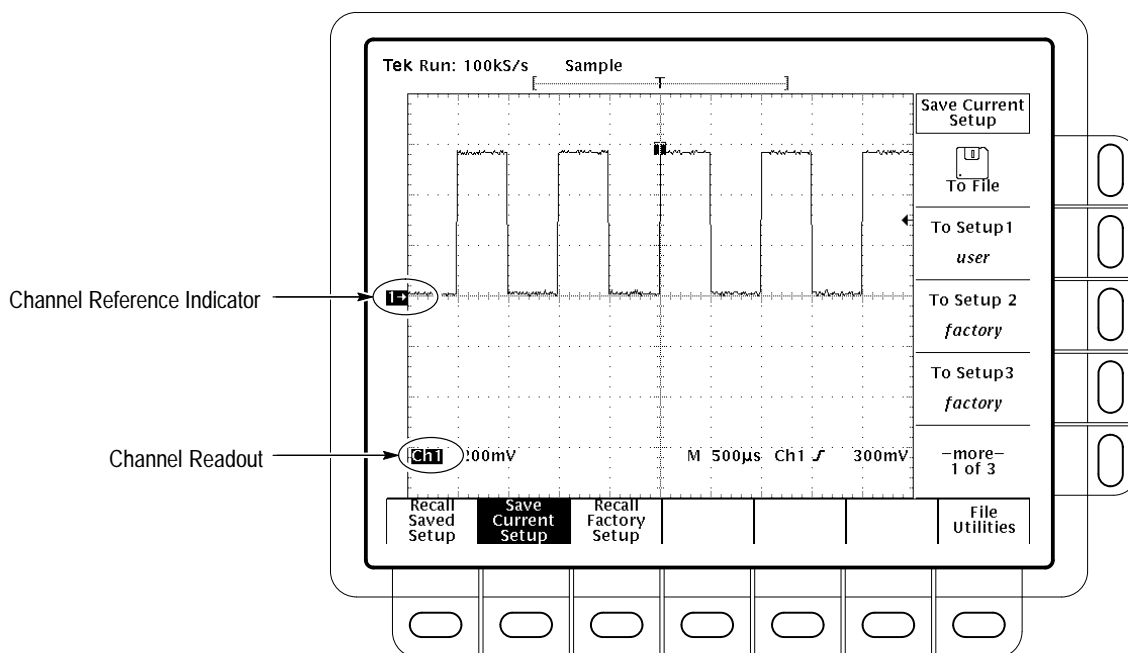 Tek Run: 100kS/s Sample
[ T ]
Save Current
Setup
To File
To Setup1
user
Channel Reference Indicator
1→
To Setup 2
factory
To Setup3
factory
Channel Readout
Ch1 M 500µs Ch1 300mV
–more–
1 of 3
Recall
Saved
Setup
Save
Current
Setup
Recall
Factory
Setup
File
Utilities